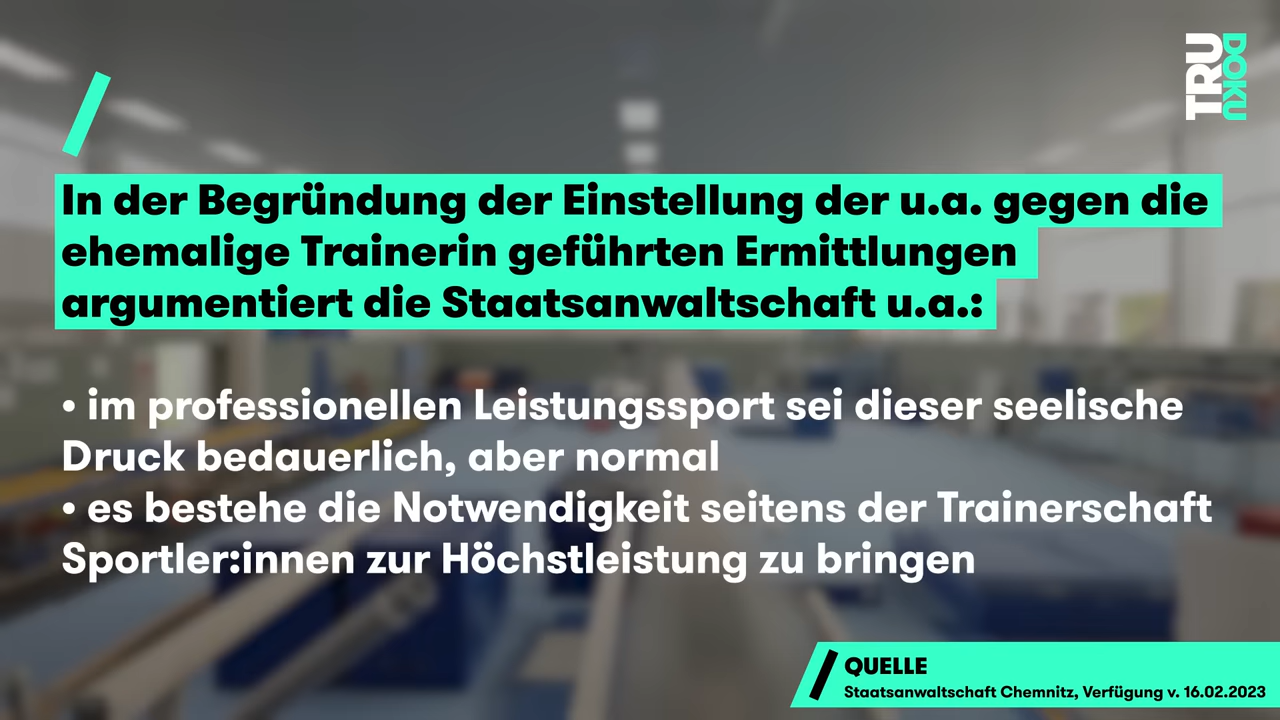 TRU
DOKU
In der Begründung der Einstellung der u.a. gegen die
ehemalige Trainerin geführten Ermittlungen
argumentiert die Staatsanwaltschaft u.a.:
• im professionellen Leistungssport sei dieser seelische
Druck bedauerlich, aber normal
• es bestehe die Notwendigkeit seitens der Trainerschaft
Sportler:innen zur Höchstleistung zu bringen
QUELLE
Staatsanwaltschaft Chemnitz, Verfügung v. 16.02.2023